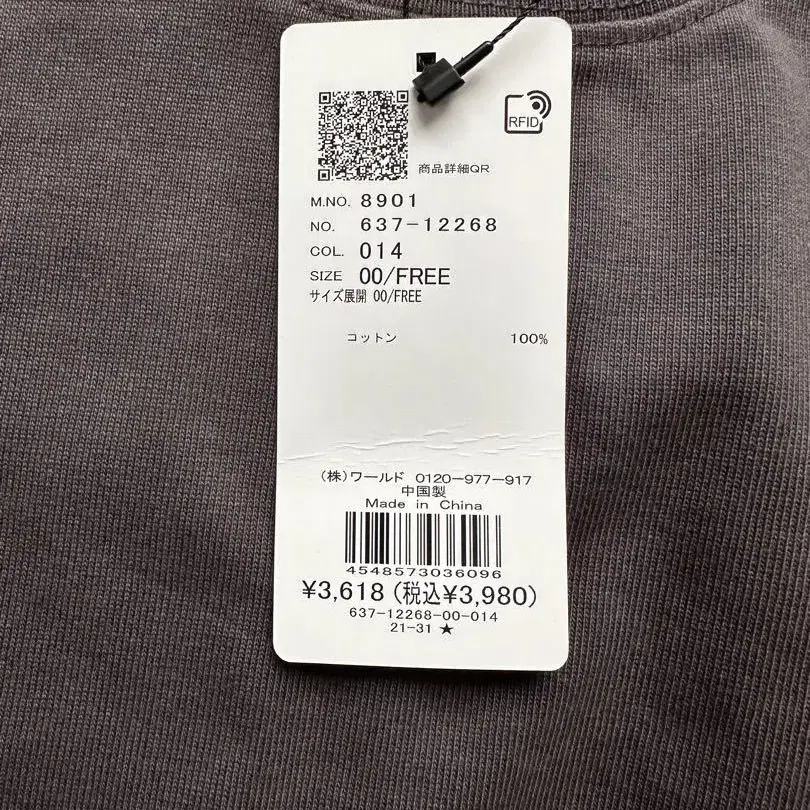 RFID
商品詳細QR
M.NO. 8901
NO. 637-12268
COL. 014
SIZE 00/FREE
サイズ展開 00/FREE
コットン 100%
(株)ワールド 0120-977-917
中国製
Made in China
4548573036096
¥3,618(税込¥3,980)
637-12268-00-014
21-31 ★